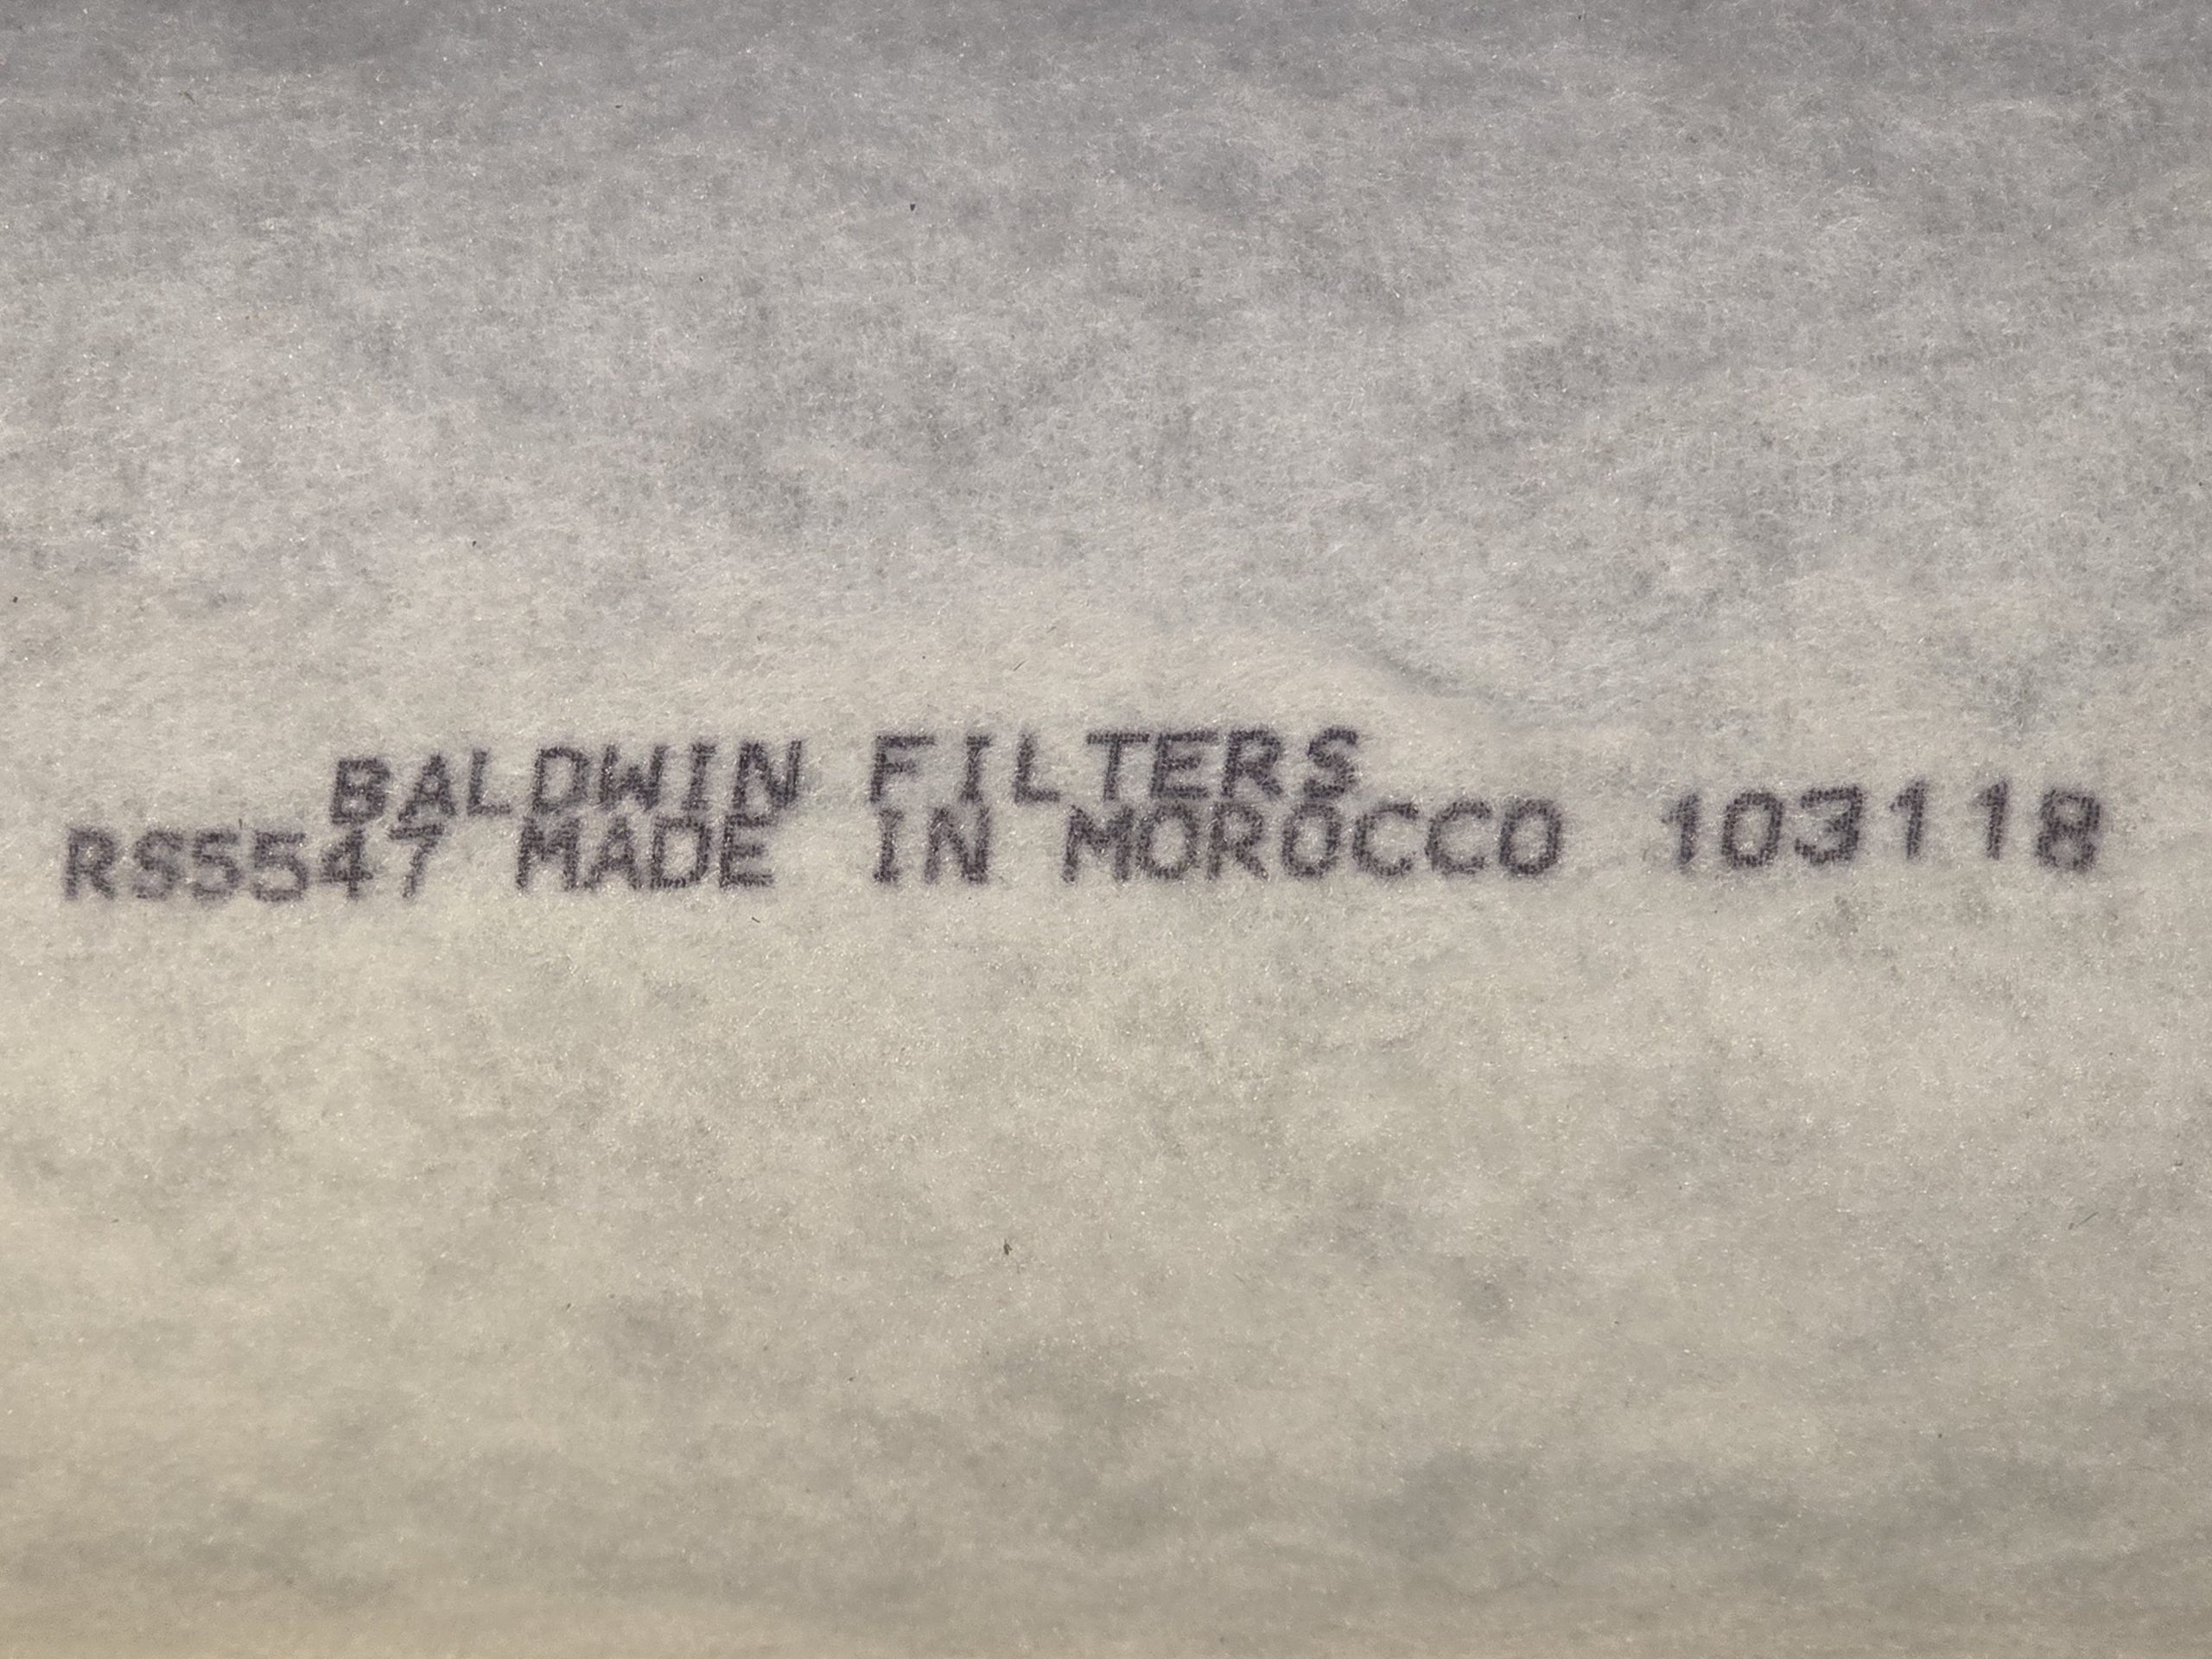 BALDWIN FILTERS
RS5547 MADE IN MOROCCO 103118